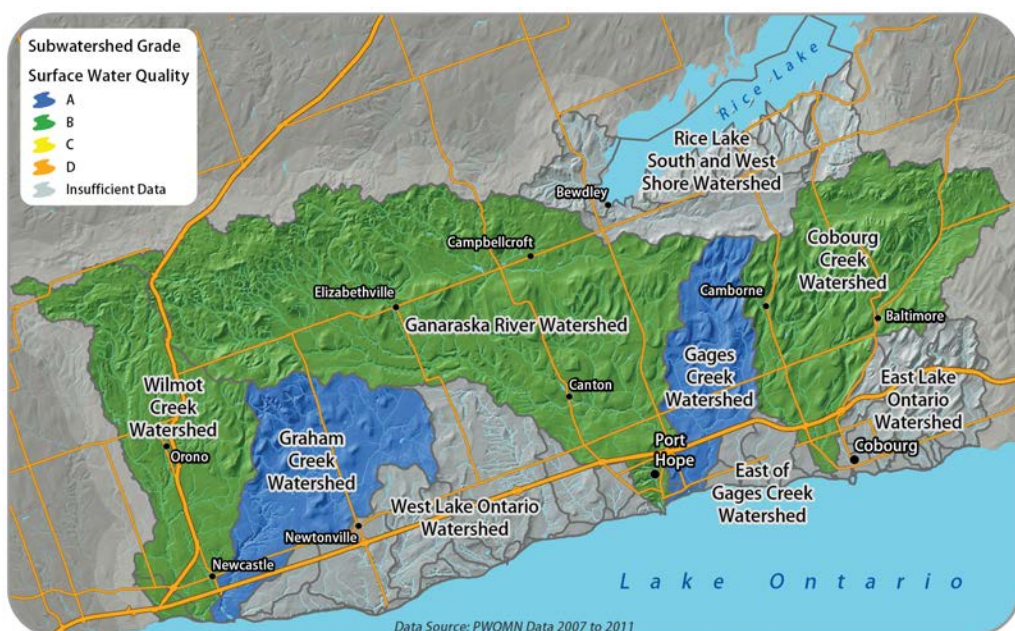 Subwatershed Grade
Surface Water Quality
A
B
C
D
Insufficient Data
Rice Lake
Rice Lake
South and West
Shore Watershed
Bewdley
Campbellcroft
Cobourg
Creek
Watershed
Elizabethville
Camborne
Baltimore
Ganaraska River Watershed
Wilmot
Creek
Watershed
Gages
Creek
Watershed
Canton
East Lake
Ontario
Watershed
Graham
Creek
Watershed
Orono
Port
Hope
Cobourg
East of
Gages Creek
Watershed
West Lake Ontario
Watershed
Newtonville
Newcastle
Lake Ontario
Data Source: PWQMN Data 2007 to 2011